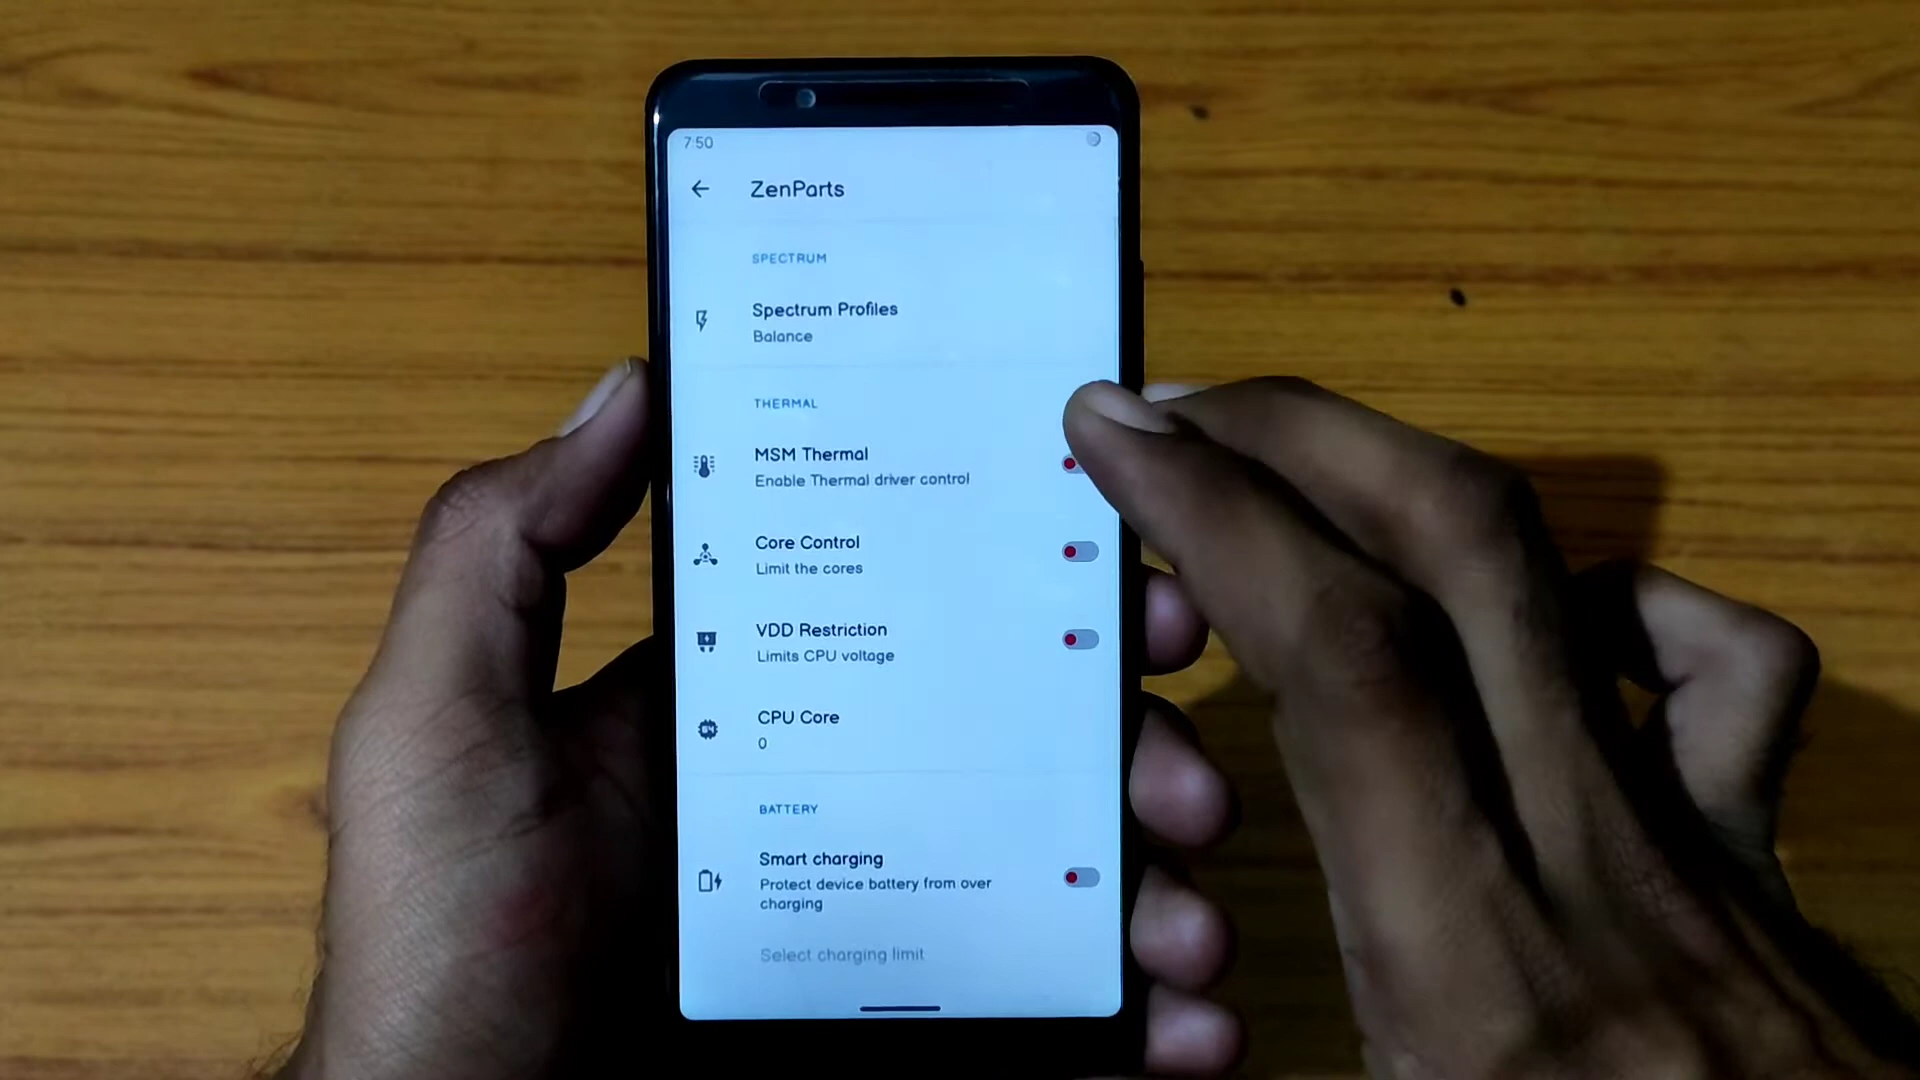 7:50
ZenParts
SPECTRUM
Spectrum Profiles
Balance
THERMAL
MSM Thermal
Enable Thermal driver control
Core Control
Limit the cores
VDD Restriction
Limits CPU voltage
CPU Core
0
BATTERY
Smart charging
Protect device battery from over
charging
Select charging limit